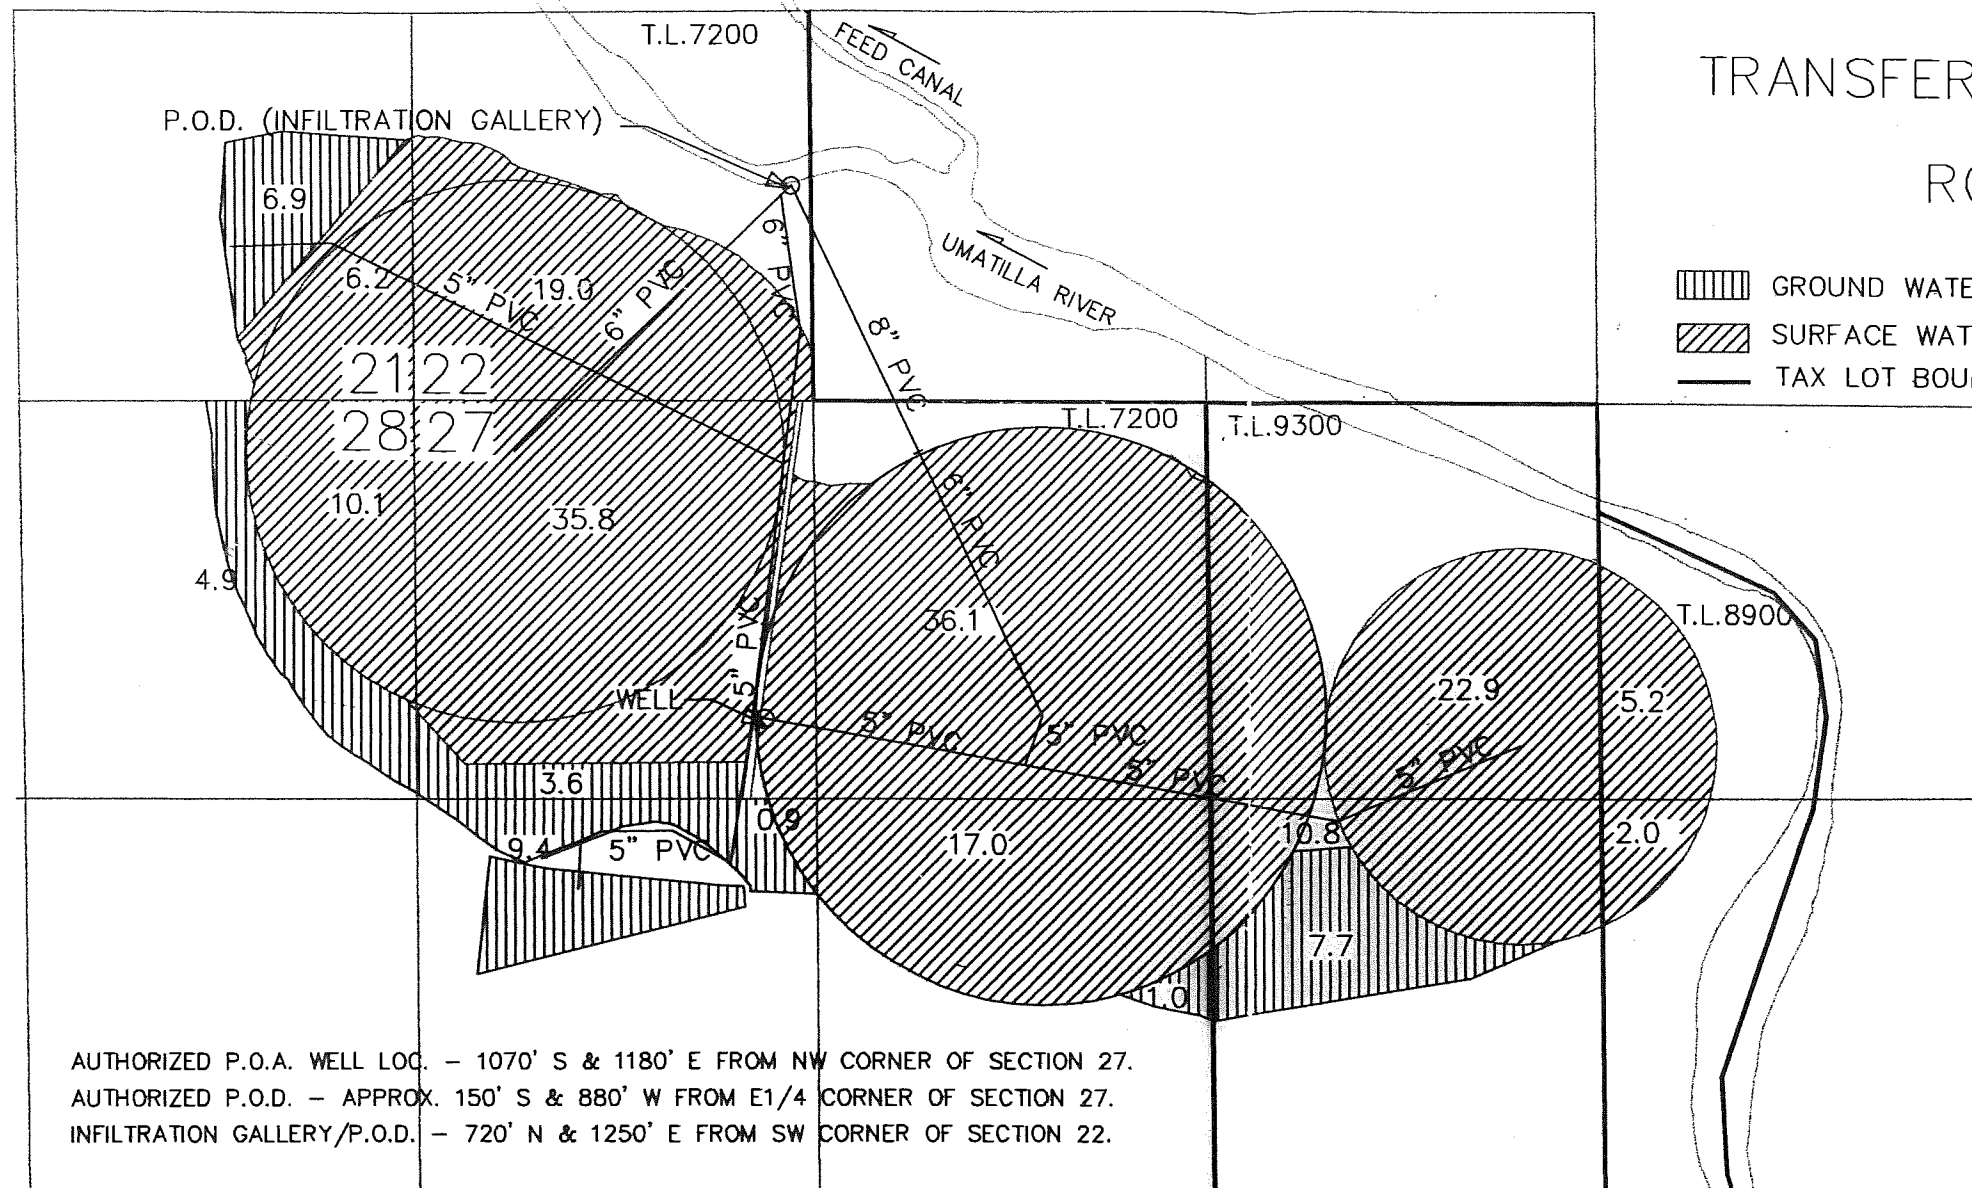 T.L.7200
FEED CANAL
TRANSFER
P.O.D. (INFILTRATION GALLERY)
6.9
6" PVC
UMATILLA RIVER
6.2
5" PVC
19.0
6" PVC
GROUND WATE
8" PVC
SURFACE WAT
21 22
TAX LOT BOU
28 27
T.L.7200
T.L.9300
10.1
35.8
6" PVC
4.9
5" PVC
36.1
T.L.8900
WELL
22.9
5.2
5" PVC
5" PVC
5" PVC
5" PVC
3.6
0.9
9.4
5" PVC
17.0
10.8
2.0
7.7
1.0
AUTHORIZED P.O.A. WELL LOC. – 1070' S & 1180' E FROM NW CORNER OF SECTION 27.
AUTHORIZED P.O.D. – APPROX. 150' S & 880' W FROM E1/4 CORNER OF SECTION 27.
INFILTRATION GALLERY/P.O.D. – 720' N & 1250' E FROM SW CORNER OF SECTION 22.